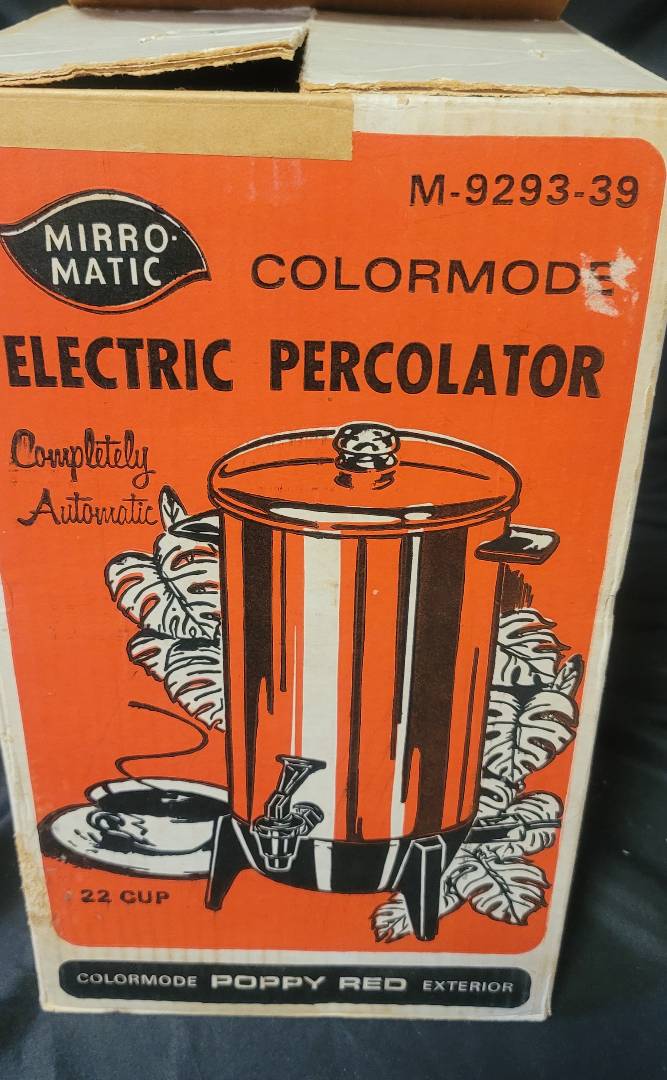 M-9293-39
MIRRO-
MATIC
COLORMODE
ELECTRIC PERCOLATOR
Completely
Automatic
22 CUP
COLORMODE POPPY RED EXTERIOR